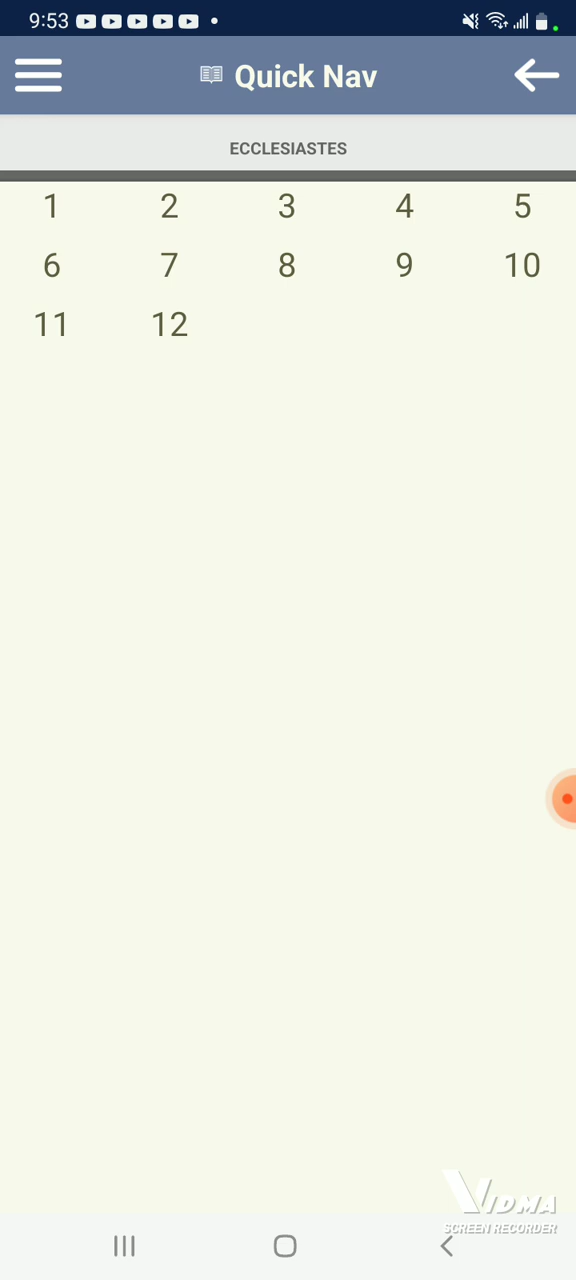 9:53
Quick Nav
ECCLESIASTES
1 2 3 4 5
6 7 8 9 10
11 12
VIDMA
SCREEN RECORDER